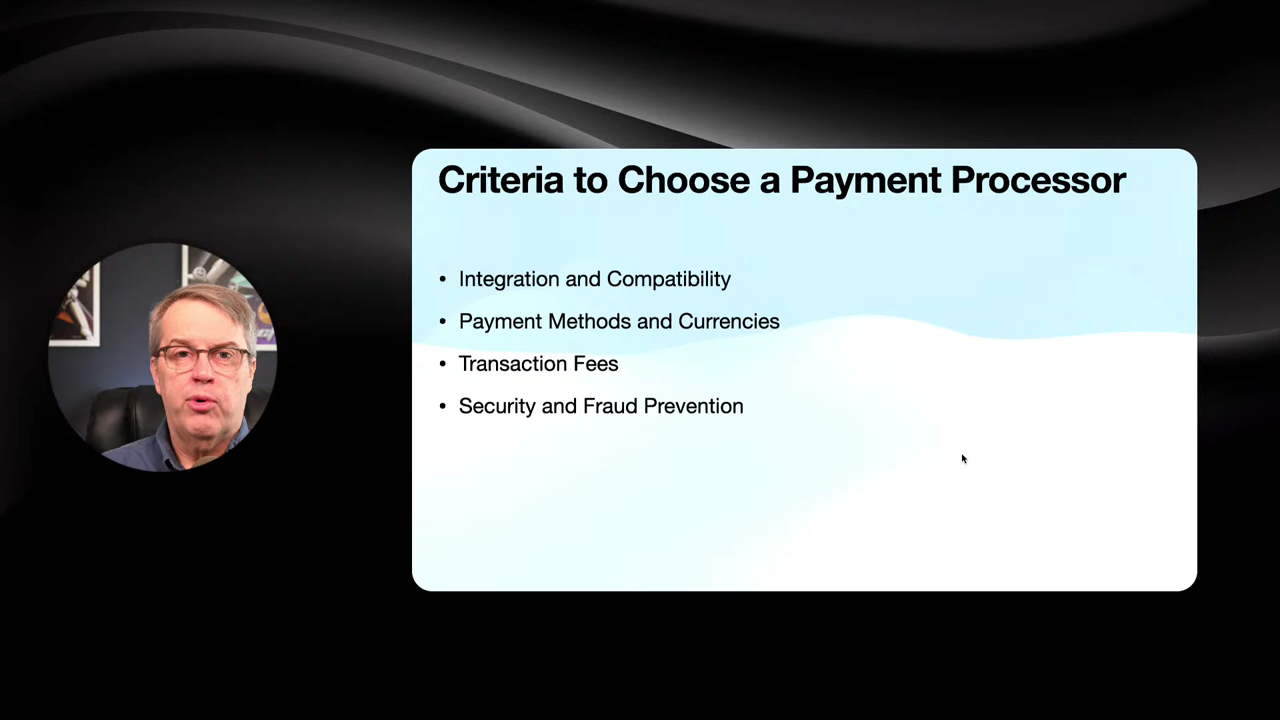 Criteria to Choose a Payment Processor
• Integration and Compatibility
• Payment Methods and Currencies
• Transaction Fees
• Security and Fraud Prevention